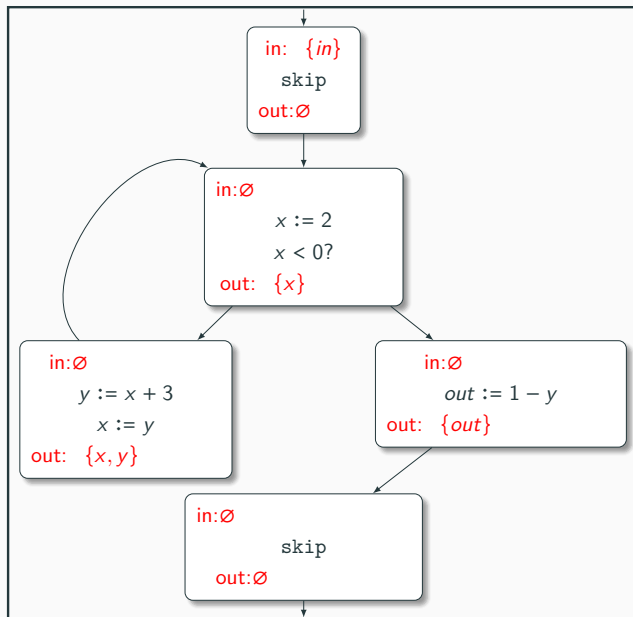 in: {in}
skip
out:∅
in:∅
x := 2
x < 0?
out: {x}
in:∅
y := x + 3
x := y
out: {x, y}
in:∅
out := 1 − y
out: {out}
in:∅
skip
out:∅